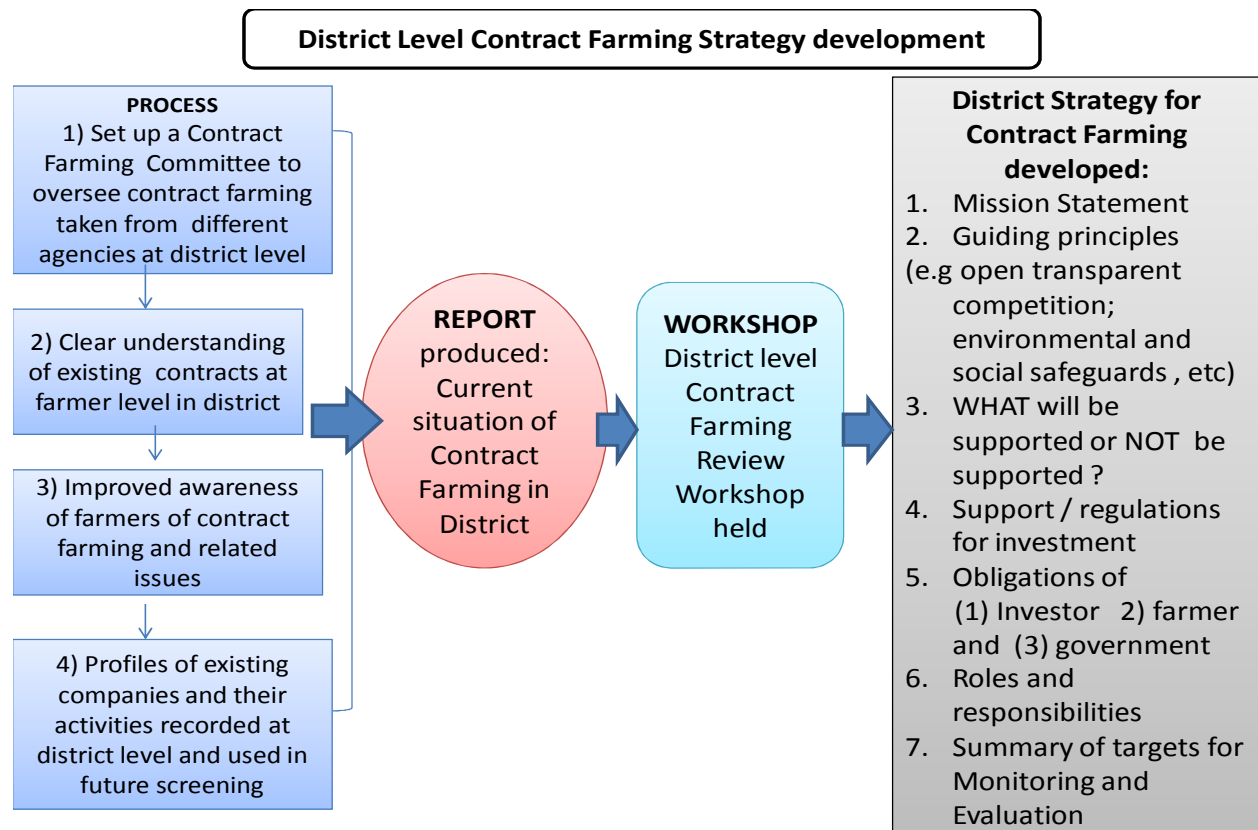 District Level Contract Farming Strategy development
PROCESS
1) Set up a Contract
Farming Committee to
oversee contract farming
taken from different
agencies at district level
2) Clear understanding
of existing contracts at
farmer level in district
3) Improved awareness
of farmers of contract
farming and related
issues
4) Profiles of existing
companies and their
activities recorded at
district level and used in
future screening
REPORT
produced:
Current
situation of
Contract
Farming in
District
WORKSHOP
District level
Contract
Farming
Review
Workshop
held
District Strategy for
Contract Farming
developed:
1. Mission Statement
2. Guiding principles
(e.g open transparent
competition;
environmental and
social safeguards , etc)
3. WHAT will be
supported or NOT be
supported ?
4. Support / regulations
for investment
5. Obligations of
(1) Investor 2) farmer
and (3) government
6. Roles and
responsibilities
7. Summary of targets for
Monitoring and
Evaluation